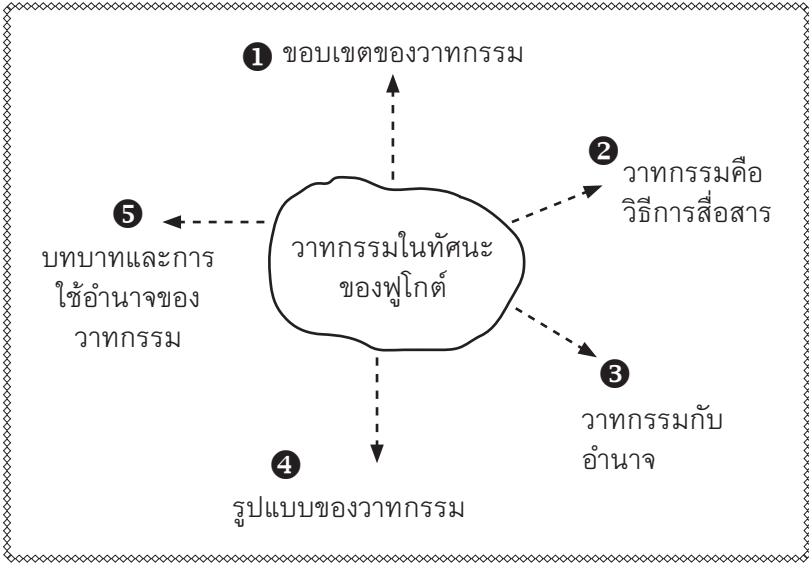 ❶ ขอบเขตของวาทกรรม
❷
วาทกรรมคือ
วิธีการสื่อสาร
❸
วาทกรรมกับ
อำนาจ
❹
รูปแบบของวาทกรรม
❺
บทบาทและการ
ใช้อำนาจของ
วาทกรรม
วาทกรรมในทัศนะ
ของฟูโกต์